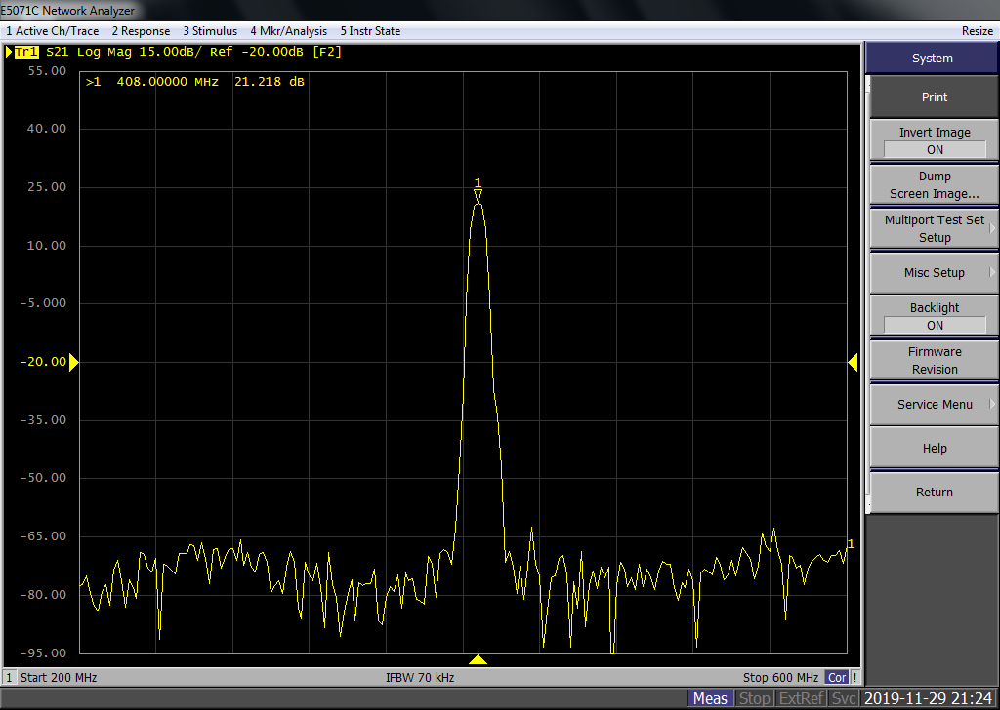 E5071C Network Analyzer
1 Active Ch/Trace 2 Response 3 Stimulus 4 Mkr/Analysis 5 Instr State Resize
Tr1 S21 Log Mag 15.00dB/ Ref -20.00dB [F2]
55.00
>1 408.00000 MHz 21.218 dB
40.00
25.00
1
10.00
-5.000
-20.00
-35.00
-50.00
-65.00
1
-80.00
-95.00
1 Start 200 MHz IFBW 70 kHz Stop 600 MHz Cor !
System
Print
Invert Image
ON
Dump
Screen Image...
Multiport Test Set
Setup
Misc Setup
Backlight
ON
Firmware
Revision
Service Menu
Help
Return
Meas Stop ExtRef Svc 2019-11-29 21:24